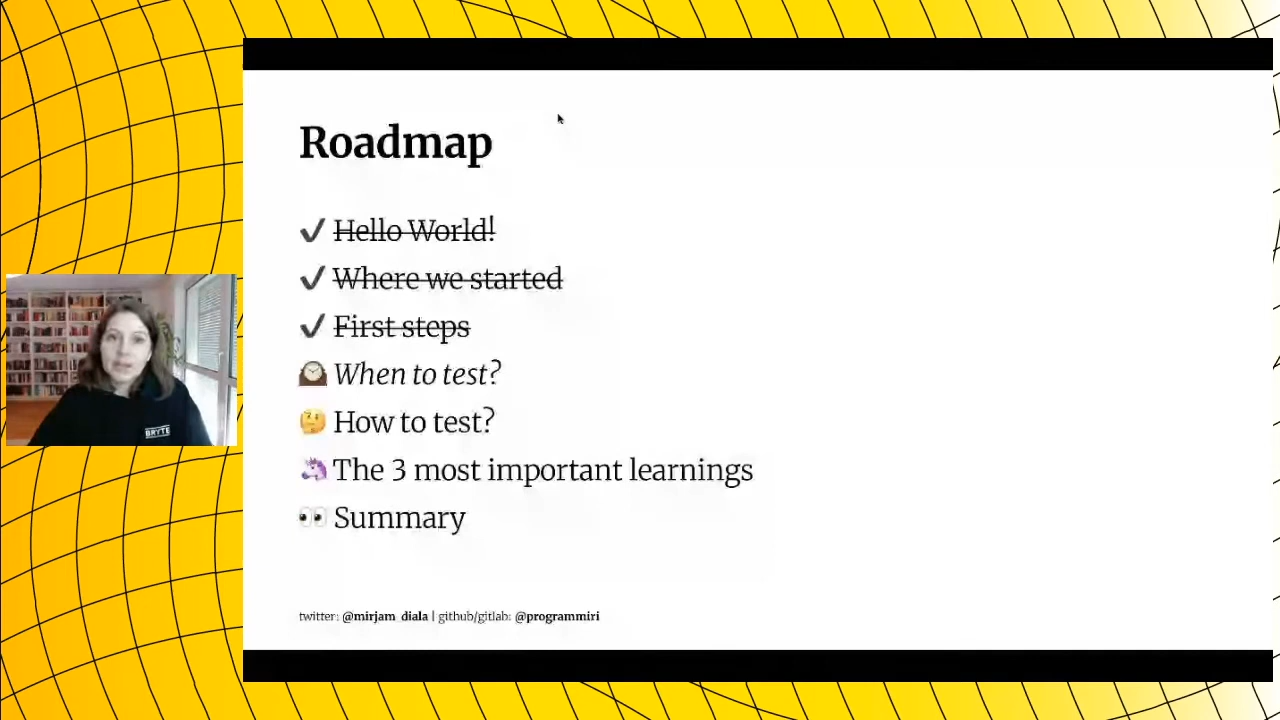 Roadmap
✔ Hello World!
✔ Where we started
✔ First steps
🕰 When to test?
🤔 How to test?
🦄 The 3 most important learnings
👀 Summary
twitter: @mirjam_diala | github/gitlab: @programmiri
BRYTE